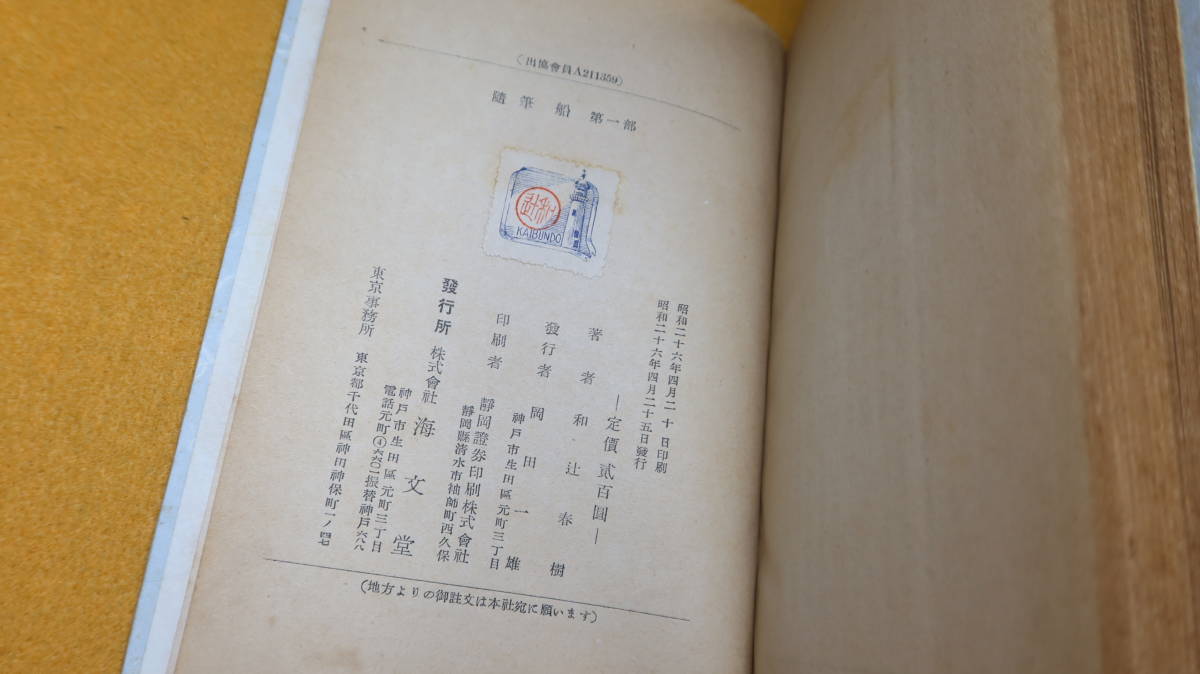 (出協會員A211359)
隨筆 船 第一部
KAIBUNDO
昭和二十六年四月二十日印刷
昭和二十六年四月二十五日發行
―定價貳百圓―
著者 和辻春樹
發行者 岡田一雄
神戶市生田區元町三丁目
印刷者 靜岡證券印刷株式會社
靜岡縣清水市袖師町西久保
發行所 株式會社 海文堂
神戶市生田區元町三丁目
電話元町④六六〇一振替神戶六八八
東京事務所 東京都千代田區神田神保町一ノ四七
(地方よりの御註文は本社宛に願います)